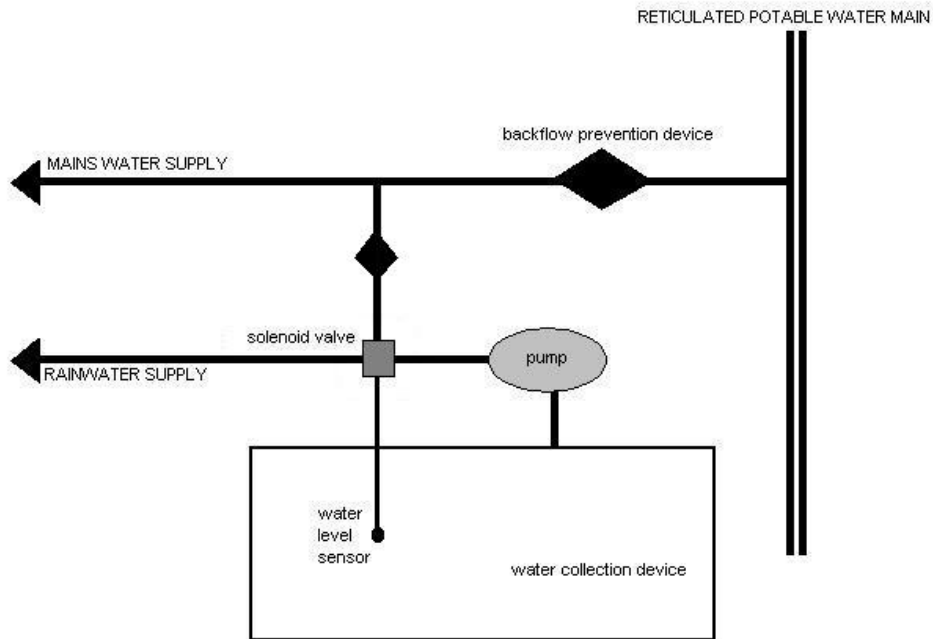 RETICULATED POTABLE WATER MAIN
backflow prevention device
MAINS WATER SUPPLY
solenoid valve
pump
RAINWATER SUPPLY
water
level
sensor
water collection device